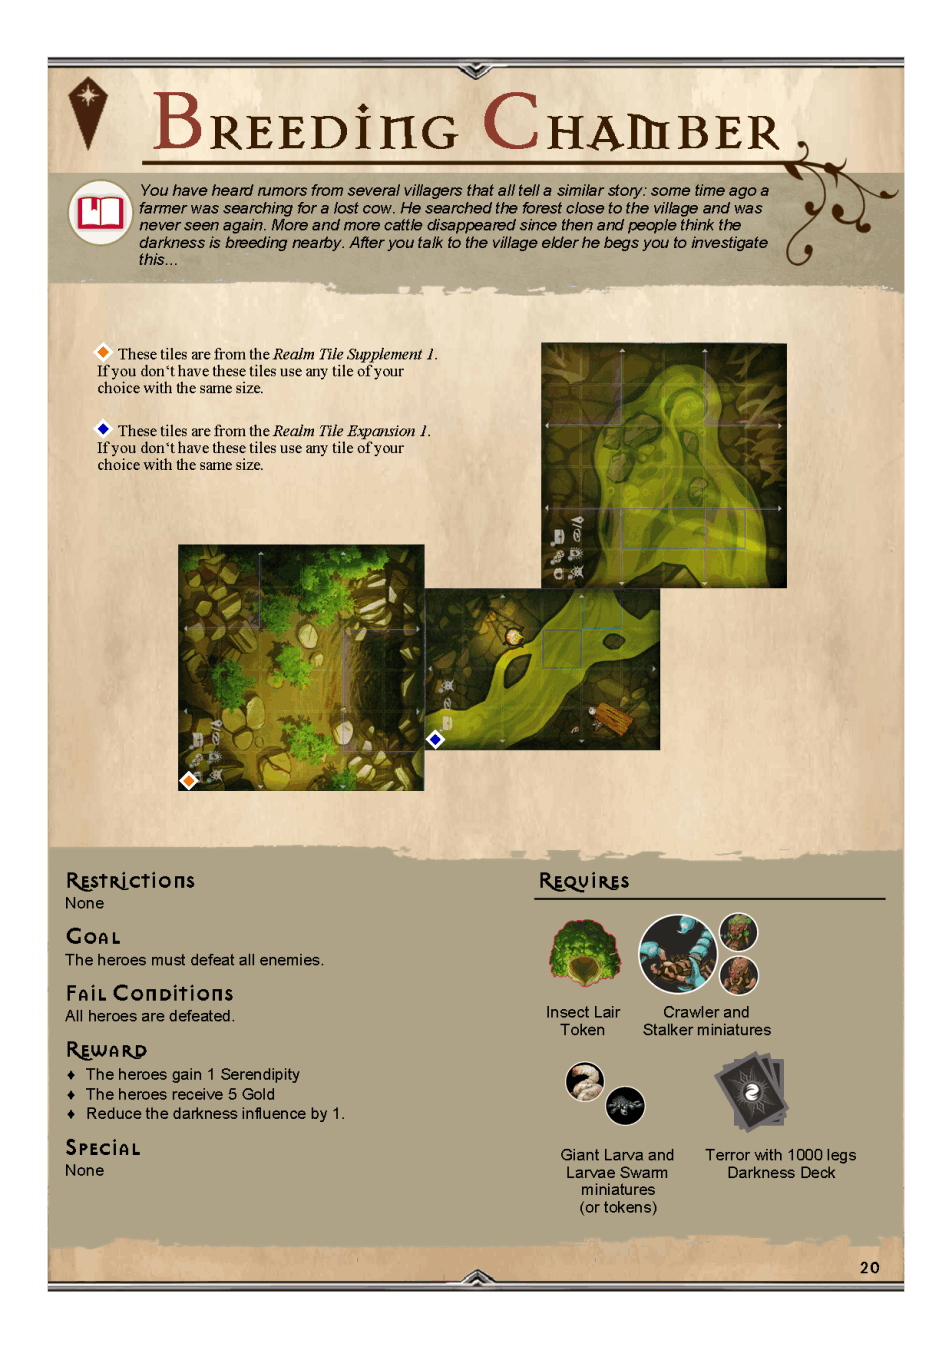 Breeding Chamber
You have heard rumors from several villagers that all tell a similar story: some time ago a
farmer was searching for a lost cow. He searched the forest close to the village and was
never seen again. More and more cattle disappeared since then and people think the
darkness is breeding nearby. After you talk to the village elder he begs you to investigate
this...
These tiles are from the Realm Tile Supplement 1.
If you don't have these tiles use any tile of your
choice with the same size.
These tiles are from the Realm Tile Expansion 1.
If you don't have these tiles use any tile of your
choice with the same size.
Restrictions
None
Goal
The heroes must defeat all enemies.
Fail Conditions
All heroes are defeated.
Reward
♦ The heroes gain 1 Serendipity
♦ The heroes receive 5 Gold
♦ Reduce the darkness influence by 1.
Special
None
Requires
Insect Lair
Token
Crawler and
Stalker miniatures
Giant Larva and
Larvae Swarm
miniatures
(or tokens)
Terror with 1000 legs
Darkness Deck
20